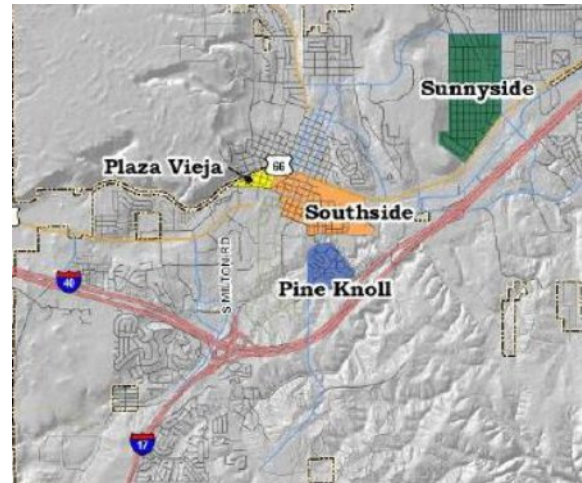 Sunnyside
Plaza Vieja
66
Southside
Pine Knoll
S MILTON RD
40
17